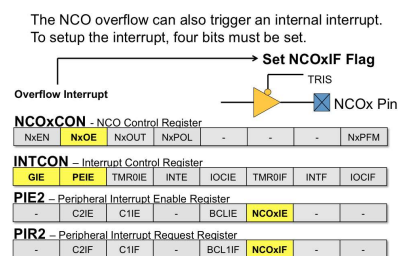 The NCO overflow can also trigger an internal interrupt.
To setup the interrupt, four bits must be set.
Set NCOxIF Flag
TRIS
Overflow Interrupt
NCOx Pin
NCOxCON - NCO Control Register
NxEN NxOE NxOUT NxPOL - - - NxPFM
INTCON – Interrupt Control Register
GIE PEIE TMR0IE INTE IOCIE TMR0IF INTF IOCIF
PIE2 – Peripheral Interrupt Enable Register
- C2IE C1IE - BCLIE NCOxIE - -
PIR2 – Peripheral Interrupt Request Register
- C2IF C1IF - BCL1IF NCOxIF - -